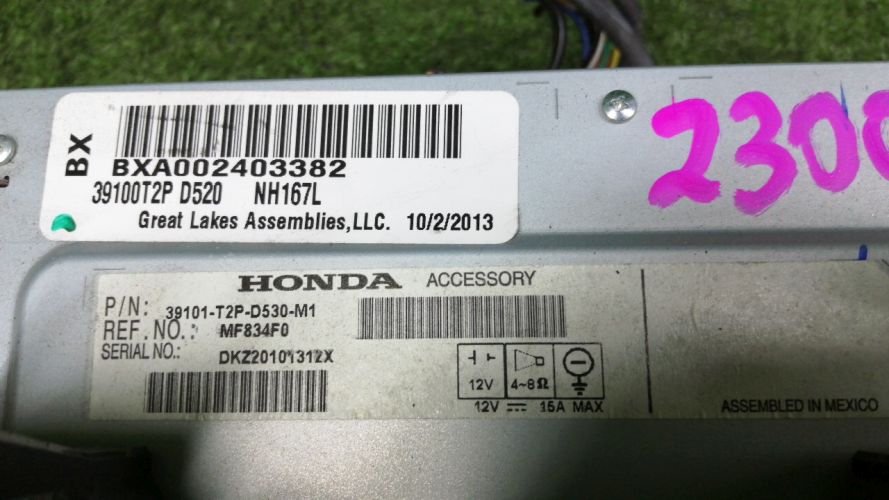 BX
BXA002403382
39100T2P D520 NH167L
Great Lakes Assemblies,LLC. 10/2/2013
2300
HONDA ACCESSORY
P/N: 39101-T2P-D530-M1
REF.NO.: MF834F0
SERIAL NO.: DKZ20101312X
12V 4~8Ω
12V 15A MAX
ASSEMBLED IN MEXICO